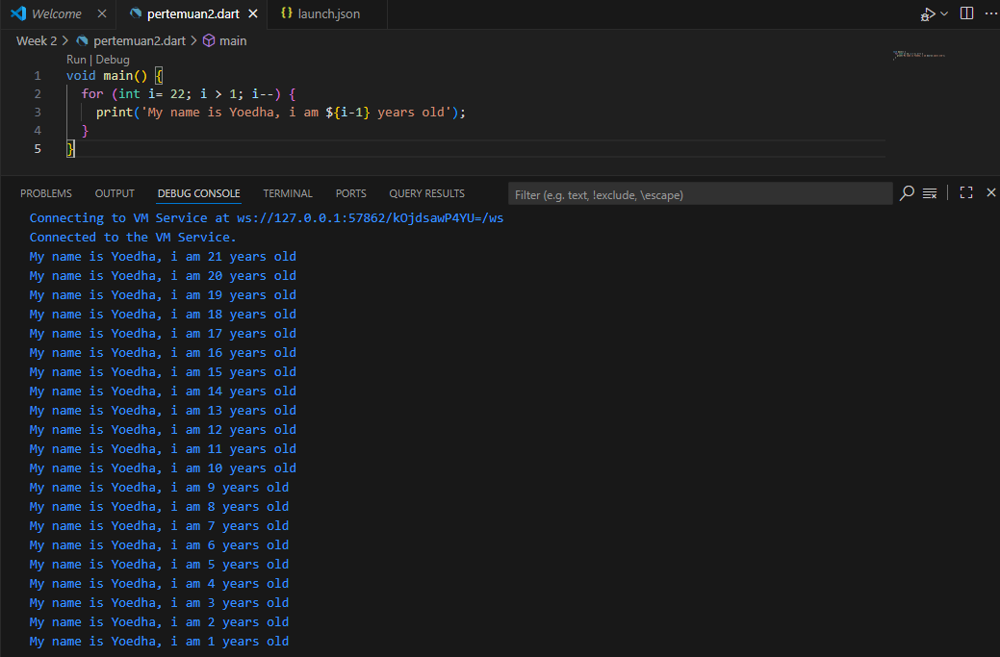 Welcome pertemuan2.dart {} launch.json
Week 2 > pertemuan2.dart > main
Run | Debug
1 void main() {
2 for (int i= 22; i > 1; i--) {
3 print('My name is Yoedha, i am ${i-1} years old');
4 }
5 }
PROBLEMS OUTPUT DEBUG CONSOLE TERMINAL PORTS QUERY RESULTS Filter (e.g. text, !exclude, \escape)
Connecting to VM Service at ws://127.0.0.1:57862/kOjdsawP4YU=/ws
Connected to the VM Service.
My name is Yoedha, i am 21 years old
My name is Yoedha, i am 20 years old
My name is Yoedha, i am 19 years old
My name is Yoedha, i am 18 years old
My name is Yoedha, i am 17 years old
My name is Yoedha, i am 16 years old
My name is Yoedha, i am 15 years old
My name is Yoedha, i am 14 years old
My name is Yoedha, i am 13 years old
My name is Yoedha, i am 12 years old
My name is Yoedha, i am 11 years old
My name is Yoedha, i am 10 years old
My name is Yoedha, i am 9 years old
My name is Yoedha, i am 8 years old
My name is Yoedha, i am 7 years old
My name is Yoedha, i am 6 years old
My name is Yoedha, i am 5 years old
My name is Yoedha, i am 4 years old
My name is Yoedha, i am 3 years old
My name is Yoedha, i am 2 years old
My name is Yoedha, i am 1 years old